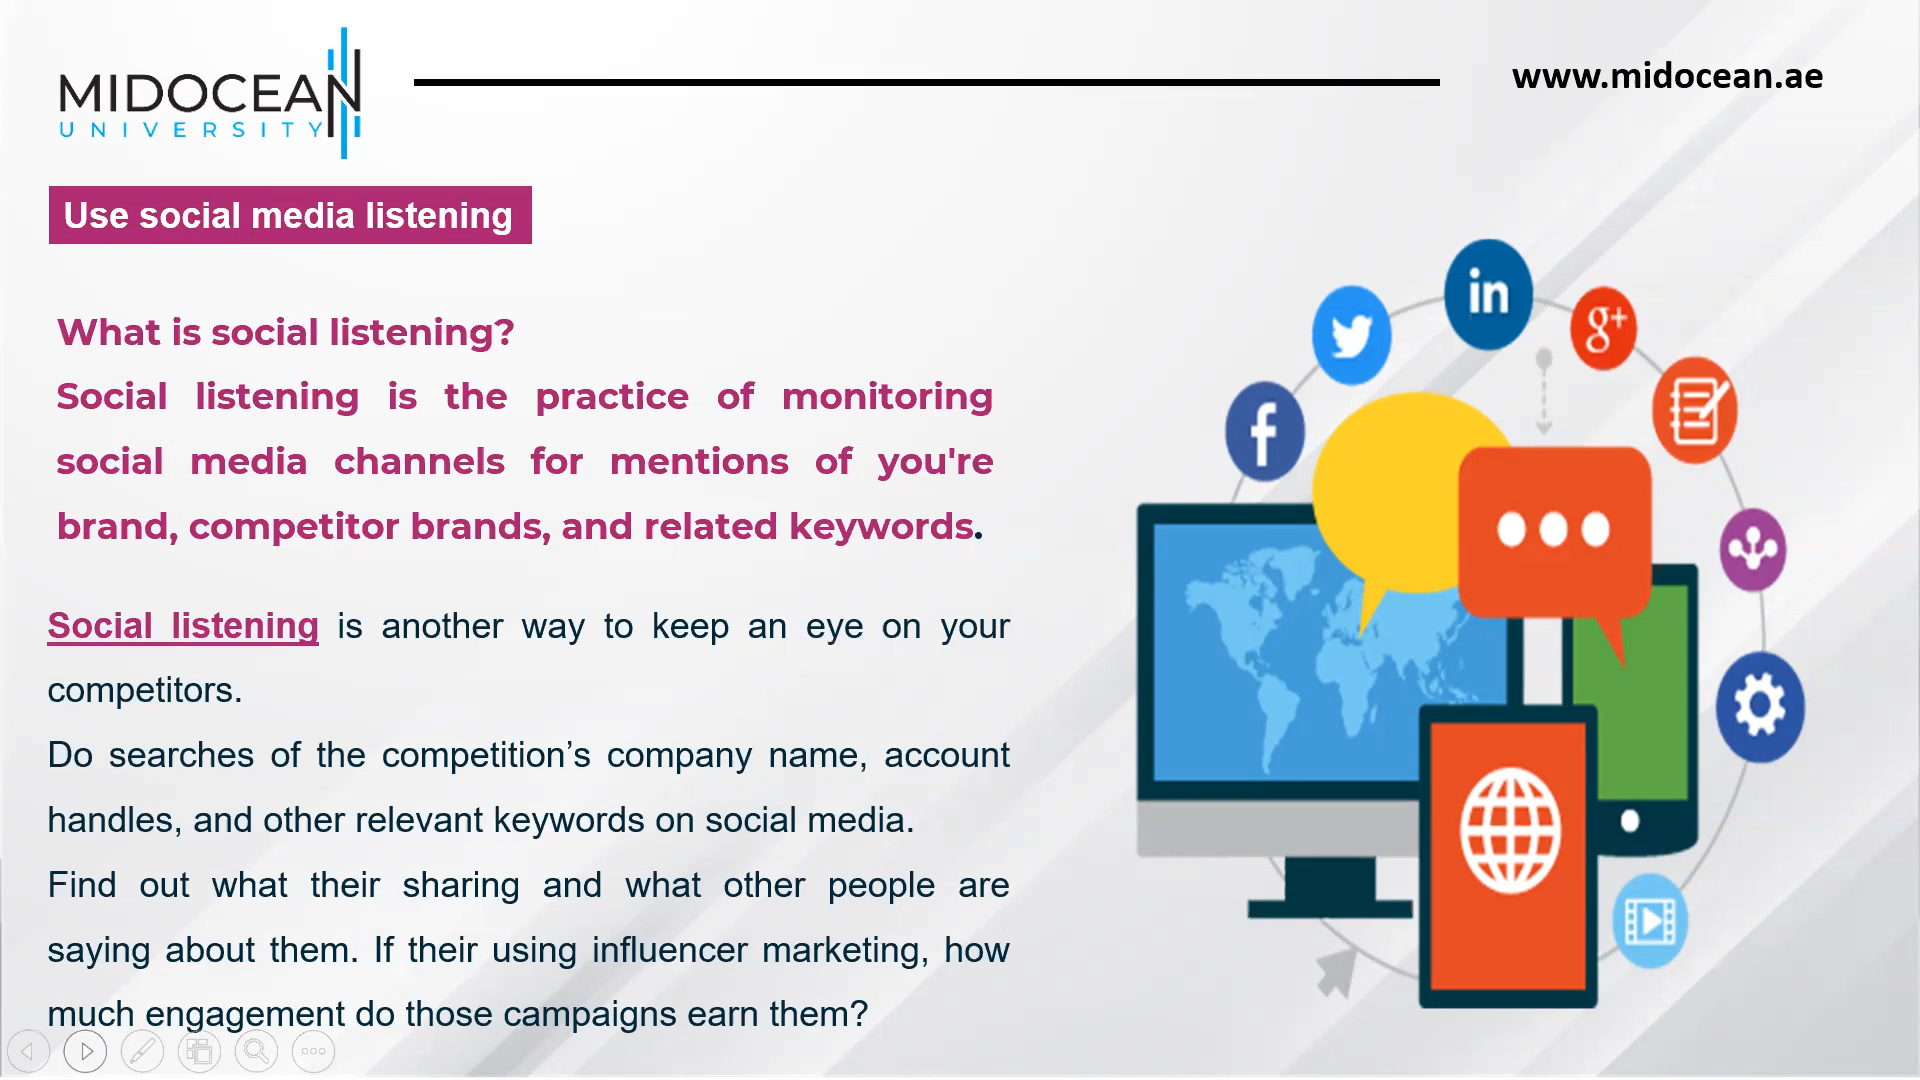 MIDOCEAN
UNIVERSITY
www.midocean.ae
Use social media listening
What is social listening?
Social listening is the practice of monitoring
social media channels for mentions of you're
brand, competitor brands, and related keywords.
Social listening is another way to keep an eye on your
competitors.
Do searches of the competition’s company name, account
handles, and other relevant keywords on social media.
Find out what their sharing and what other people are
saying about them. If their using influencer marketing, how
much engagement do those campaigns earn them?
in
g+
f